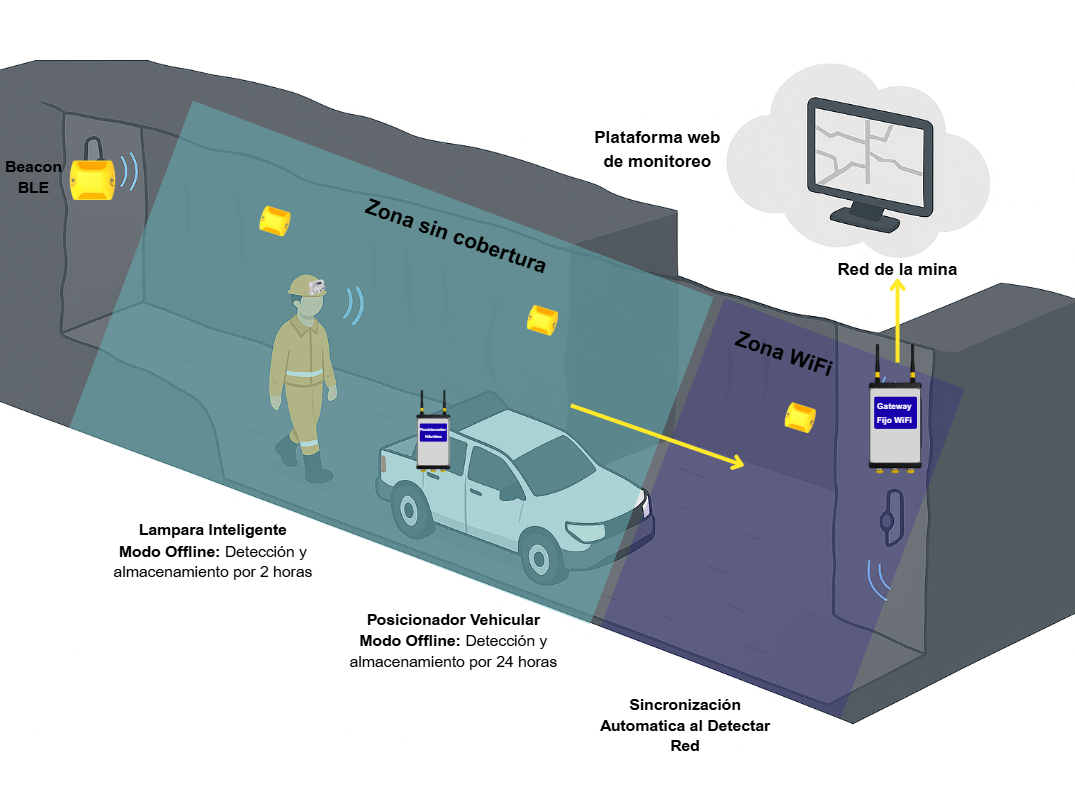 Plataforma web
de monitoreo
Beacon
BLE
Zona sin cobertura
Red de la mina
Zona WiFi
Gateway
Fijo WiFi
Posicionador
Híbrido
Lampara Inteligente
Modo Offline: Detección y
almacenamiento por 2 horas
Posicionador Vehicular
Modo Offline: Detección y
almacenamiento por 24 horas
Sincronización
Automatica al Detectar
Red